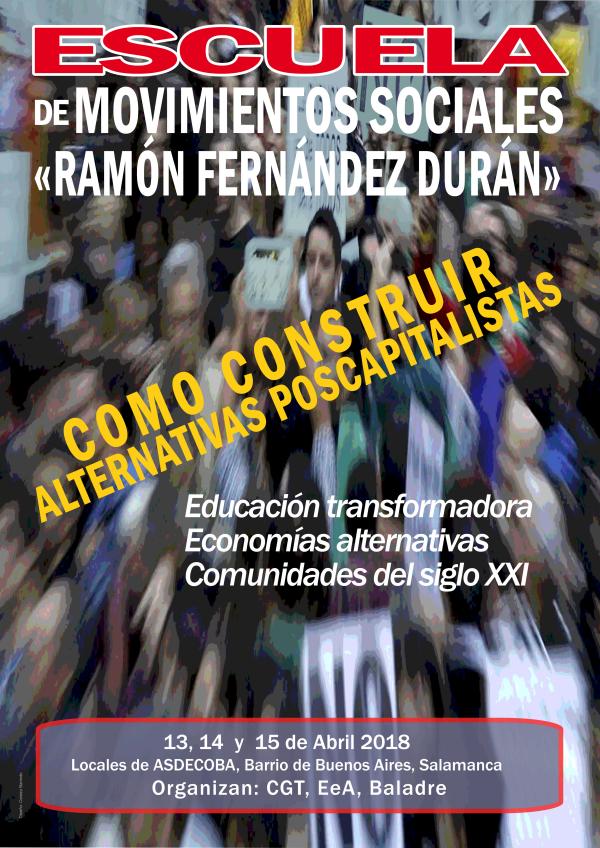 ESCUELA
DE MOVIMIENTOS SOCIALES
«RAMÓN FERNÁNDEZ DURÁN»
COMO CONSTRUIR
ALTERNATIVAS POSCAPITALISTAS
Educación transformadora
Economías alternativas
Comunidades del siglo XXI
13, 14 y 15 de Abril 2018
Locales de ASDECOBA, Barrio de Buenos Aires, Salamanca
Organizan: CGT, EeA, Baladre